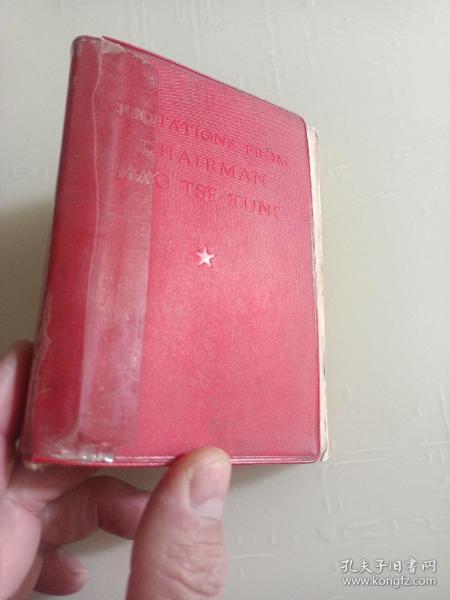 QUOTATIONS FROM
CHAIRMAN
MAO TSE-TUNG
孔夫子旧书网
www.kongfz.com